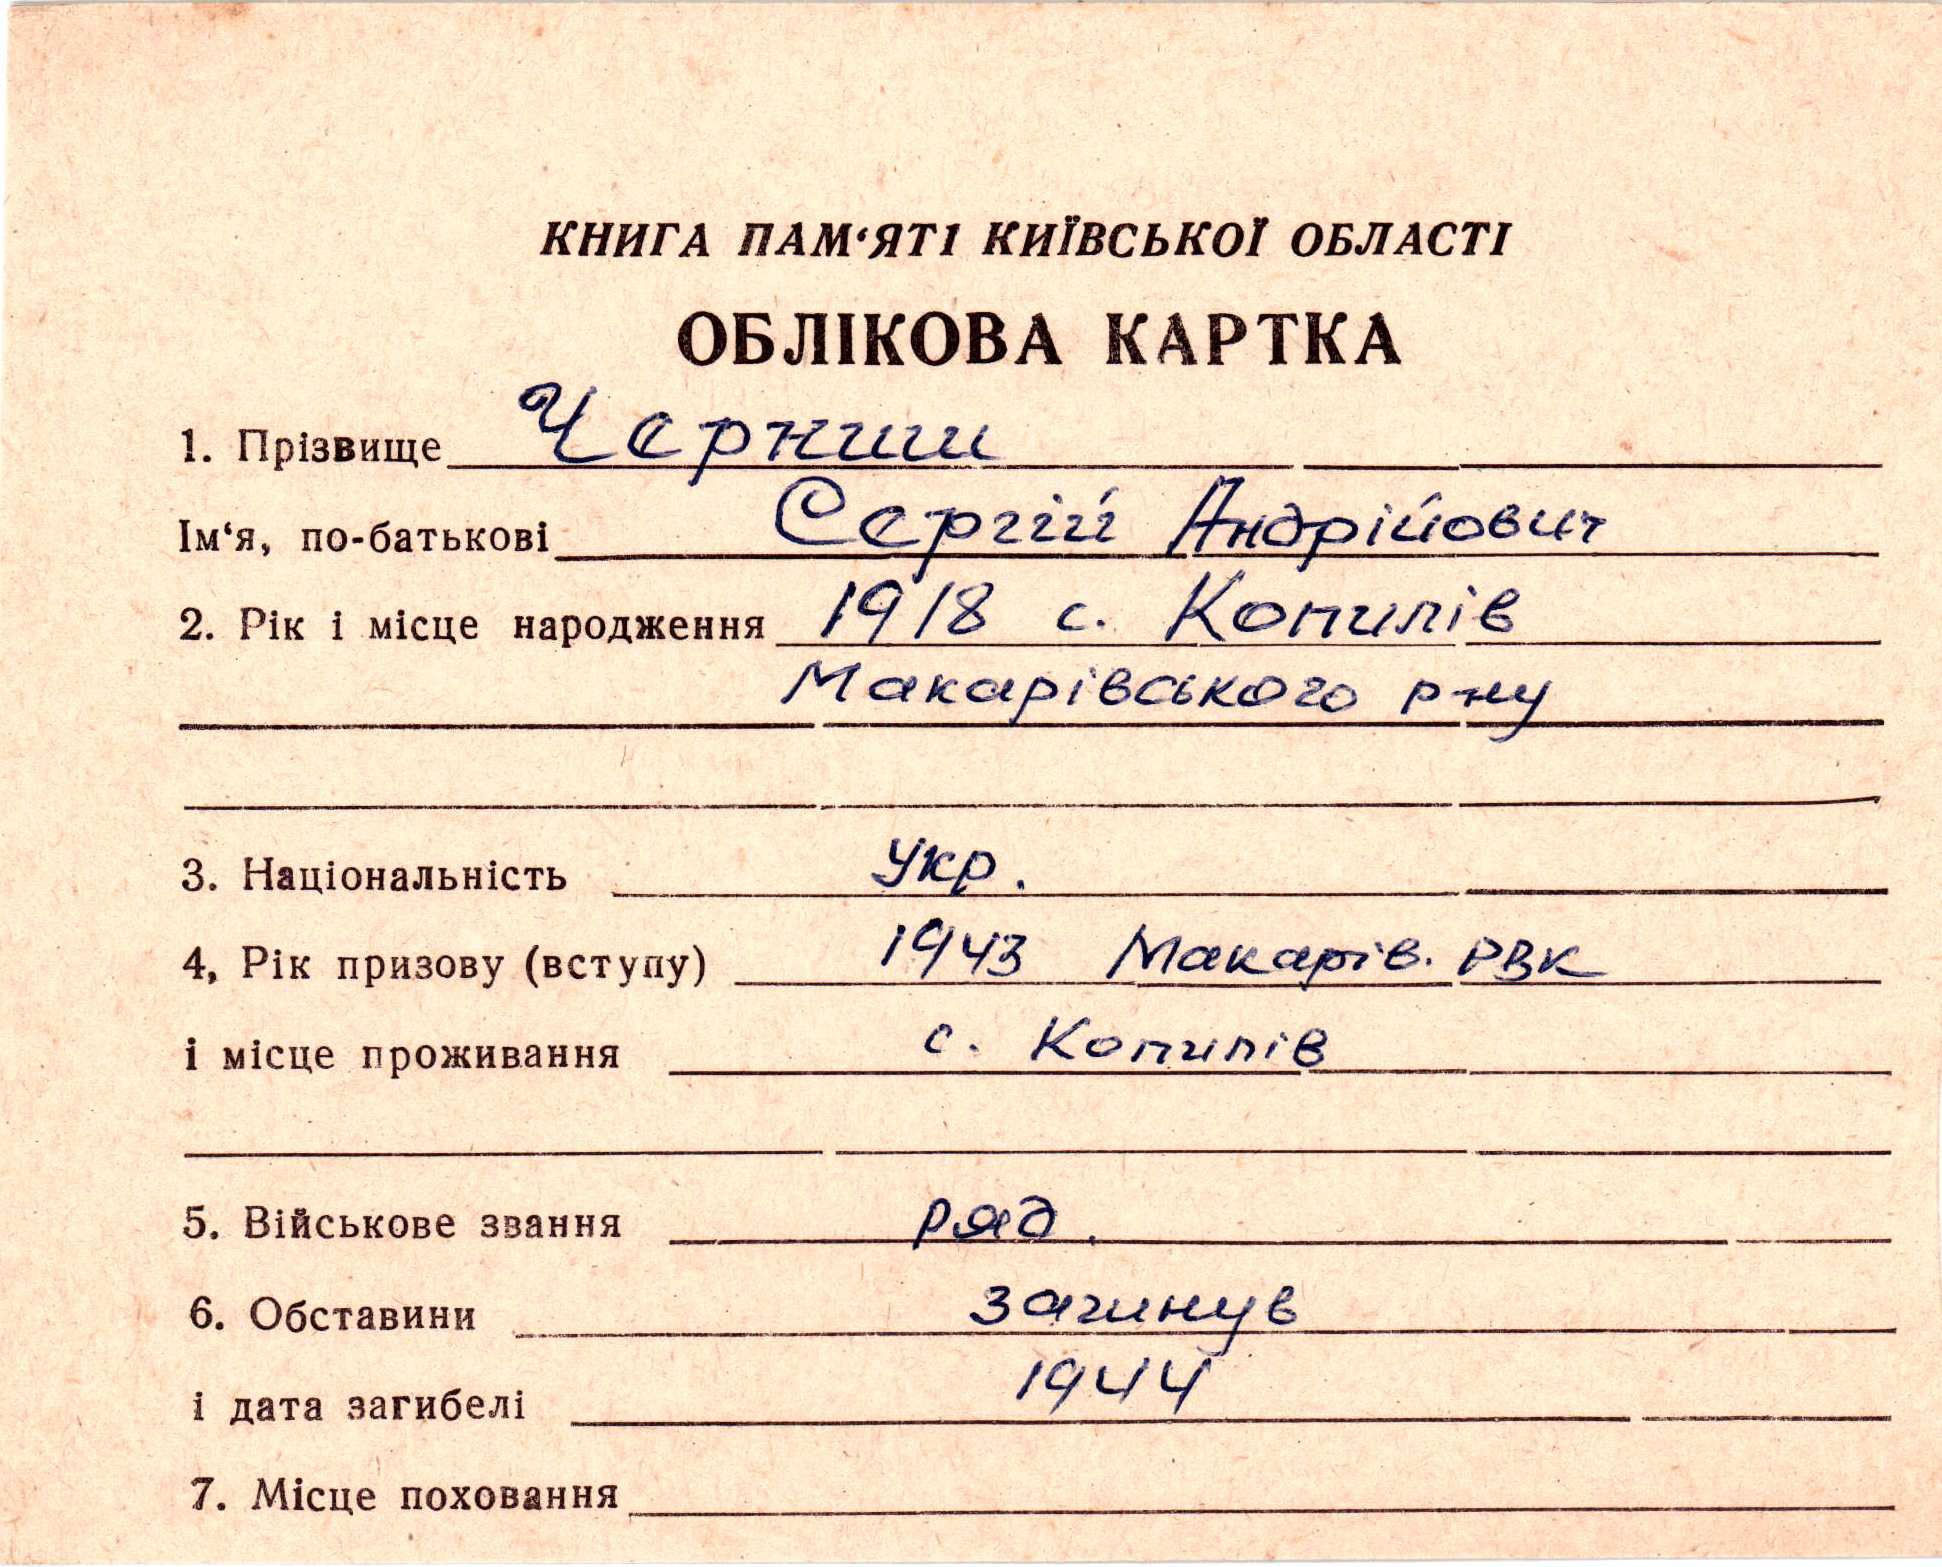 КНИГА ПАМ‘ЯТІ КИЇВСЬКОЇ ОБЛАСТІ
ОБЛІКОВА КАРТКА
1. Прізвище Черниш
Ім‘я, по-батькові Сергій Андрійович
2. Рік і місце народження 1918 с. Копилів
Макарівського р-ну
3. Національність Укр.
4, Рік призову (вступу) 1943 Макарів. РВК
і місце проживання с. Копилів
5. Військове звання ряд.
6. Обставини загинув
і дата загибелі 1944
7. Місце поховання